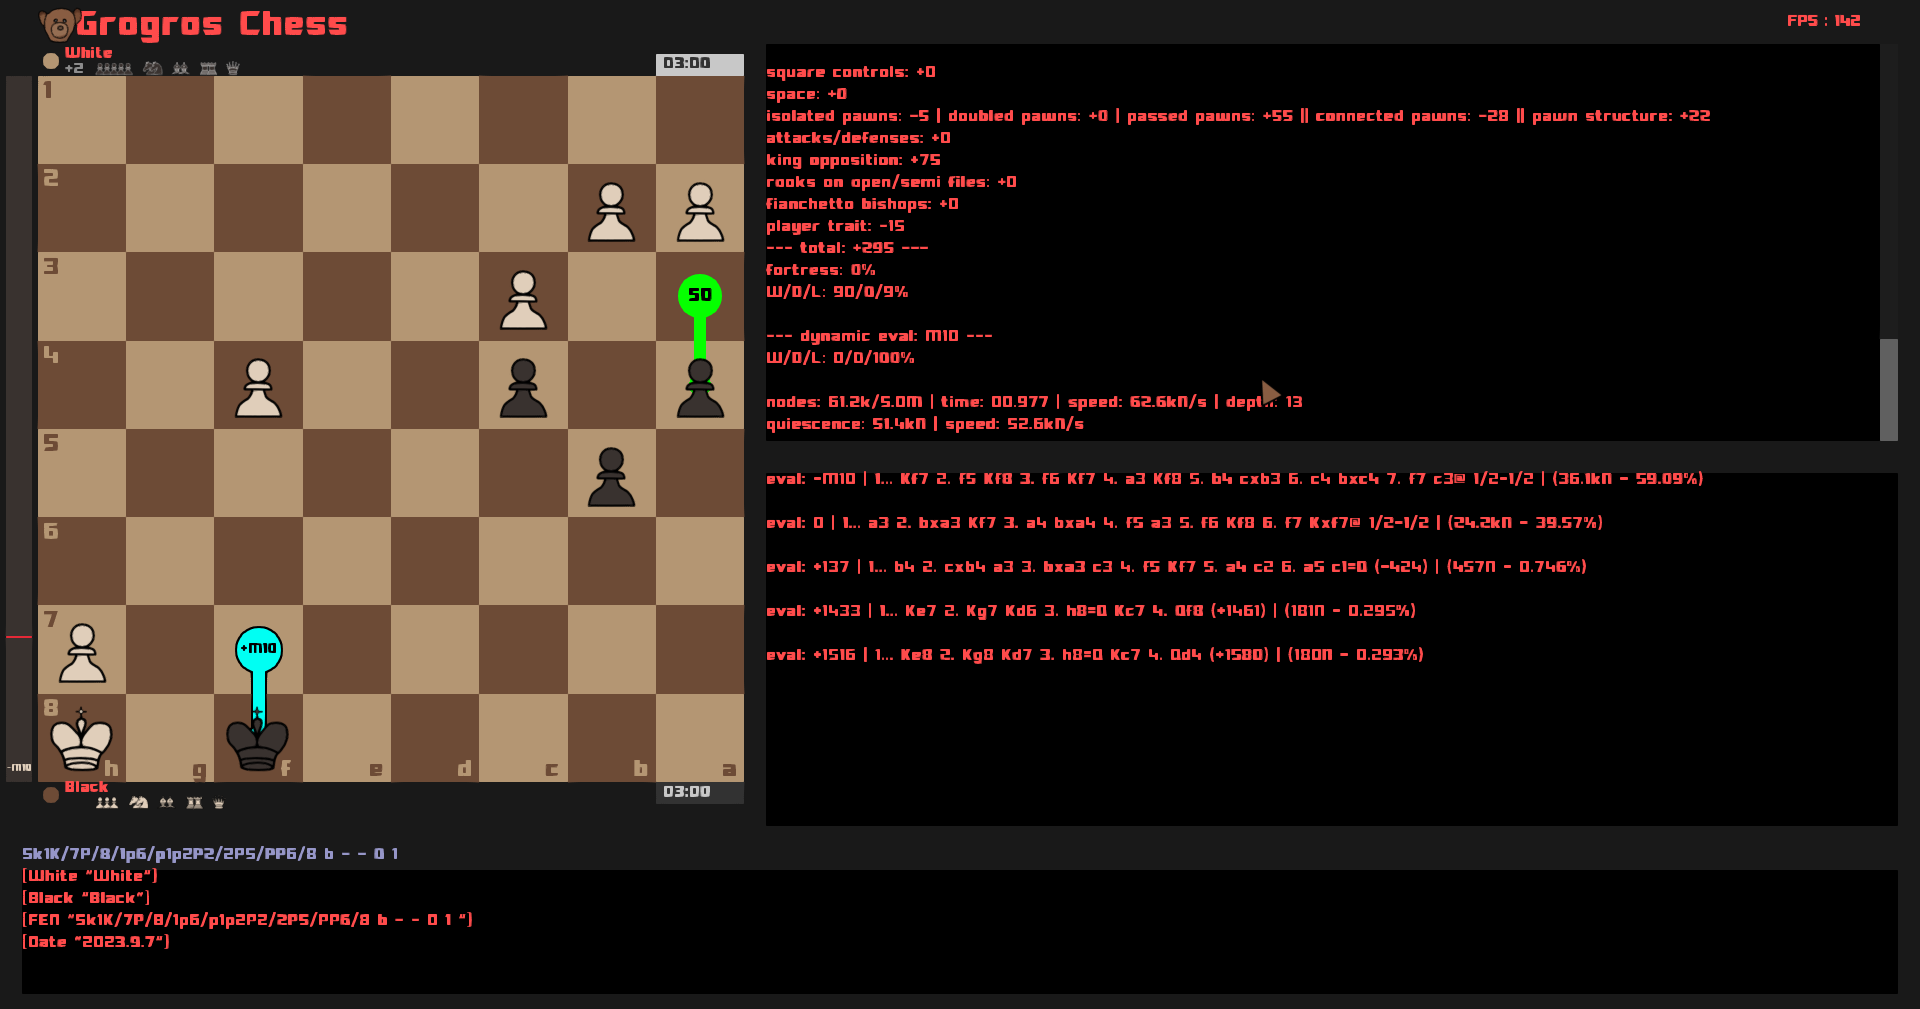 Grogros Chess
FPS : 142
White
+2
03:00
square controls: +0
space: +0
isolated pawns: -5 | doubled pawns: +0 | passed pawns: +55 || connected pawns: -28 || pawn structure: +22
attacks/defenses: +0
king opposition: +75
rooks on open/semi files: +0
fianchetto bishops: +0
player trait: -15
--- total: +295 ---
fortress: 0%
W/D/L: 90/0/9%
--- dynamic eval: M10 ---
W/D/L: 0/0/100%
nodes: 61.2k/5.0M | time: 00.977 | speed: 62.6kN/s | depth: 13
quiescence: 51.4kN | speed: 52.6kN/s
eval: -M10 | 1... Kf7 2. f5 Kf8 3. f6 Kf7 4. a3 Kf8 5. b4 cxb3 6. c4 bxc4 7. f7 c3@ 1/2-1/2 | (36.1kN - 59.09%)
eval: 0 | 1... a3 2. bxa3 Kf7 3. a4 bxa4 4. f5 a3 5. f6 Kf8 6. f7 Kxf7@ 1/2-1/2 | (24.2kN - 39.57%)
eval: +137 | 1... b4 2. cxb4 a3 3. bxa3 c3 4. f5 Kf7 5. a4 c2 6. a5 c1=Q (-424) | (457N - 0.746%)
eval: +1433 | 1... Ke7 2. Kg7 Kd6 3. h8=Q Kc7 4. Qf8 (+1461) | (181N - 0.295%)
eval: +1516 | 1... Ke8 2. Kg8 Kd7 3. h8=Q Kc7 4. Qd4 (+1580) | (180N - 0.293%)
1
2
3
50
4
5
6
7
+M10
8
-M10
h g f e d c b a
Black
03:00
5k1K/7P/8/1p6/p1p2P2/2P5/PP6/8 b - - 0 1
[White "White"]
[Black "Black"]
[FEN "5k1K/7P/8/1p6/p1p2P2/2P5/PP6/8 b - - 0 1 "]
[Date "2023.9.7"]